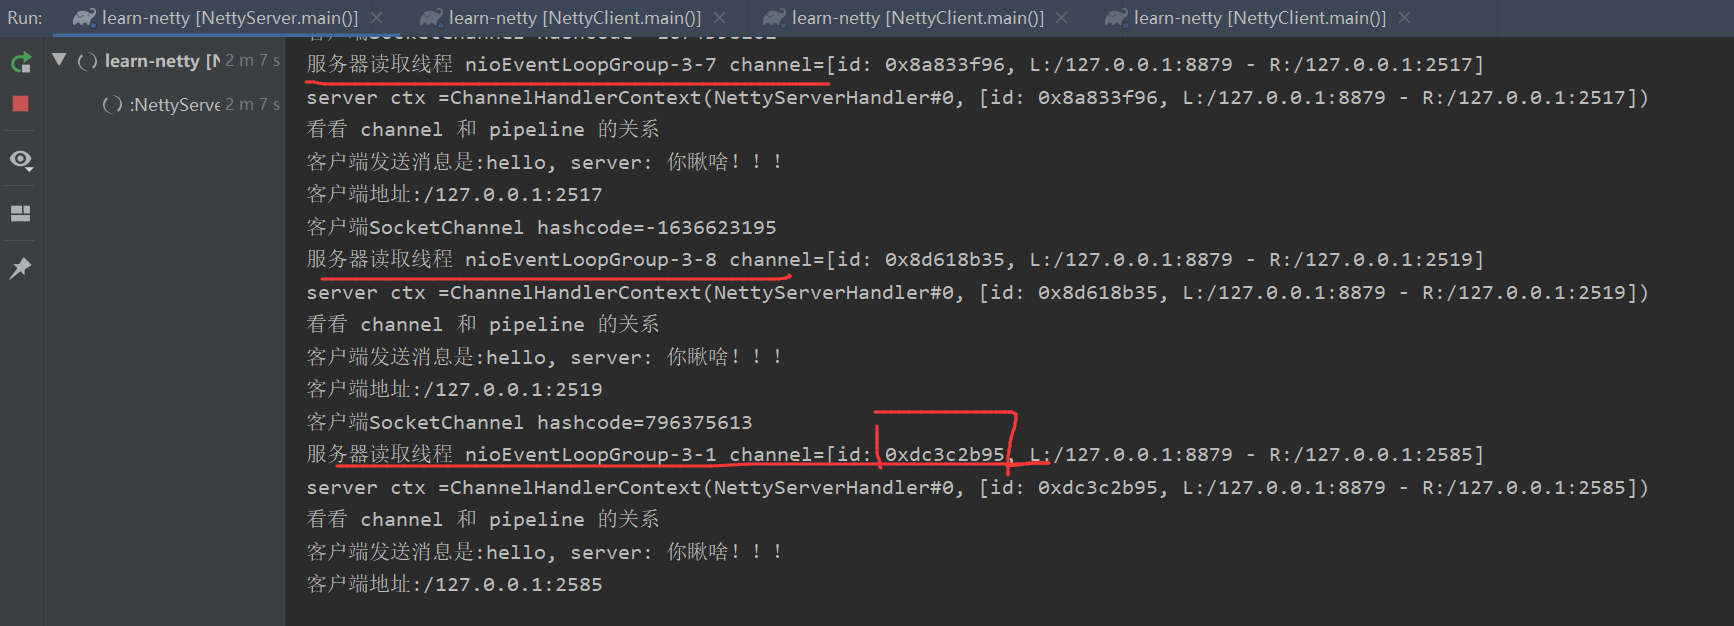 Run: learn-netty [NettyServer.main()] learn-netty [NettyClient.main()] learn-netty [NettyClient.main()] learn-netty [NettyClient.main()]
learn-netty [N 2 m 7 s
:NettyServe 2 m 7 s
服务器读取线程 nioEventLoopGroup-3-7 channel=[id: 0x8a833f96, L:/127.0.0.1:8879 - R:/127.0.0.1:2517]
server ctx =ChannelHandlerContext(NettyServerHandler#0, [id: 0x8a833f96, L:/127.0.0.1:8879 - R:/127.0.0.1:2517])
看看 channel 和 pipeline 的关系
客户端发送消息是:hello, server: 你瞅啥!!!
客户端地址:/127.0.0.1:2517
客户端SocketChannel hashcode=-1636623195
服务器读取线程 nioEventLoopGroup-3-8 channel=[id: 0x8d618b35, L:/127.0.0.1:8879 - R:/127.0.0.1:2519]
server ctx =ChannelHandlerContext(NettyServerHandler#0, [id: 0x8d618b35, L:/127.0.0.1:8879 - R:/127.0.0.1:2519])
看看 channel 和 pipeline 的关系
客户端发送消息是:hello, server: 你瞅啥!!!
客户端地址:/127.0.0.1:2519
客户端SocketChannel hashcode=796375613
服务器读取线程 nioEventLoopGroup-3-1 channel=[id: 0xdc3c2b95, L:/127.0.0.1:8879 - R:/127.0.0.1:2585]
server ctx =ChannelHandlerContext(NettyServerHandler#0, [id: 0xdc3c2b95, L:/127.0.0.1:8879 - R:/127.0.0.1:2585])
看看 channel 和 pipeline 的关系
客户端发送消息是:hello, server: 你瞅啥!!!
客户端地址:/127.0.0.1:2585